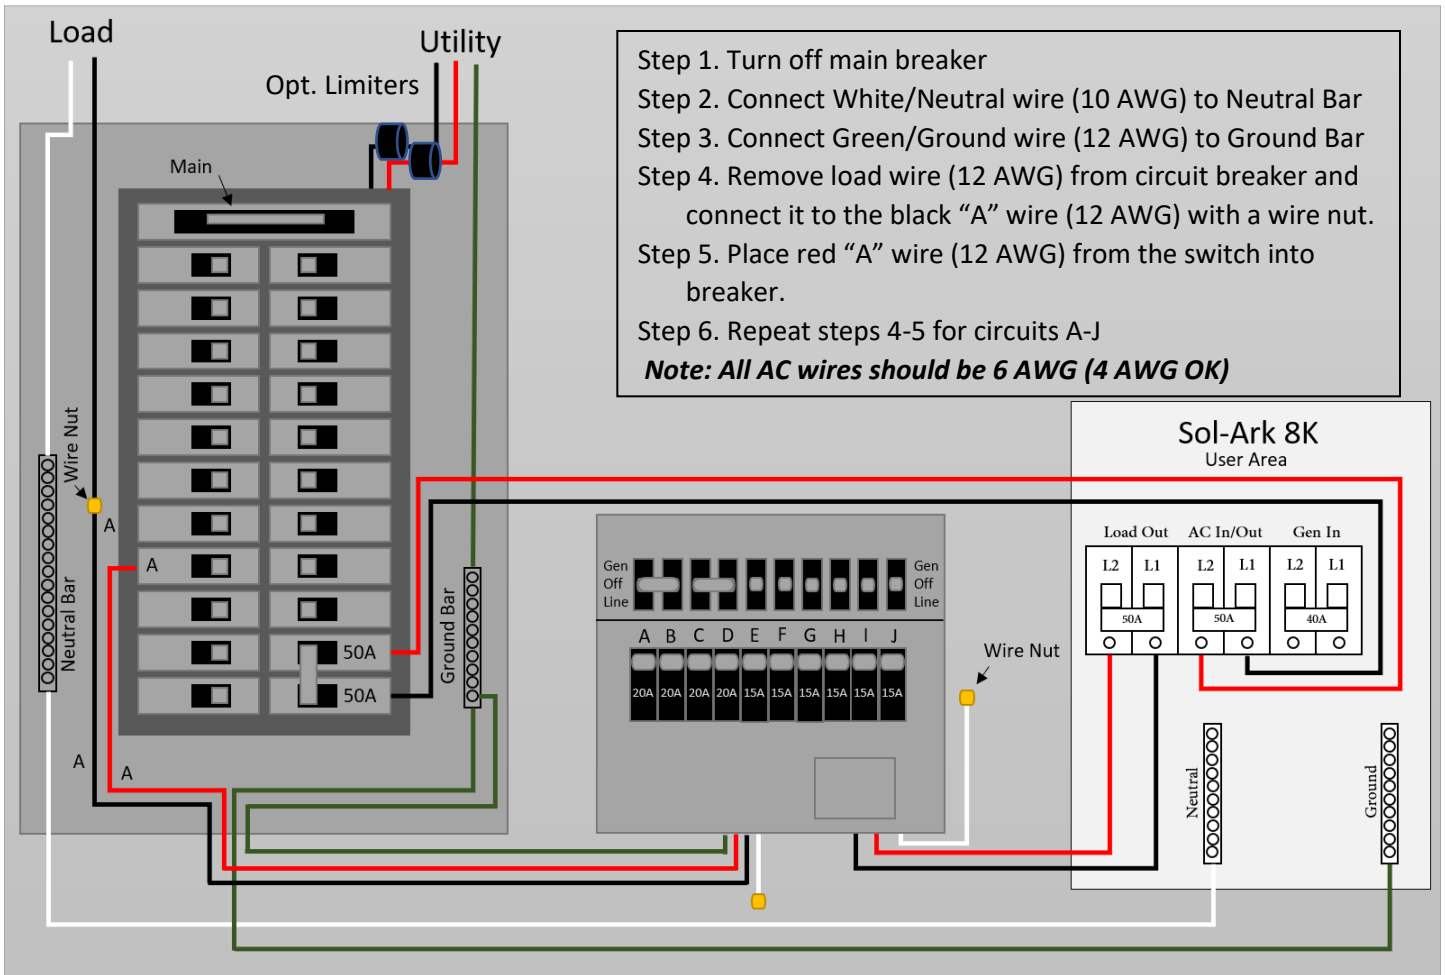 Load
Utility
Opt. Limiters
Step 1. Turn off main breaker
Step 2. Connect White/Neutral wire (10 AWG) to Neutral Bar
Step 3. Connect Green/Ground wire (12 AWG) to Ground Bar
Step 4. Remove load wire (12 AWG) from circuit breaker and
connect it to the black “A” wire (12 AWG) with a wire nut.
Step 5. Place red “A” wire (12 AWG) from the switch into
breaker.
Step 6. Repeat steps 4-5 for circuits A-J
Note: All AC wires should be 6 AWG (4 AWG OK)
Main
Wire Nut
A
A
Neutral Bar
Ground Bar
50A
50A
A
A
Gen
Off
Line
Gen
Off
Line
A B C D E F G H I J
20A 20A 20A 20A 15A 15A 15A 15A 15A 15A
Wire Nut
Sol-Ark 8K
User Area
Load Out AC In/Out Gen In
L2 L1 L2 L1 L2 L1
50A 50A 40A
Neutral
Ground